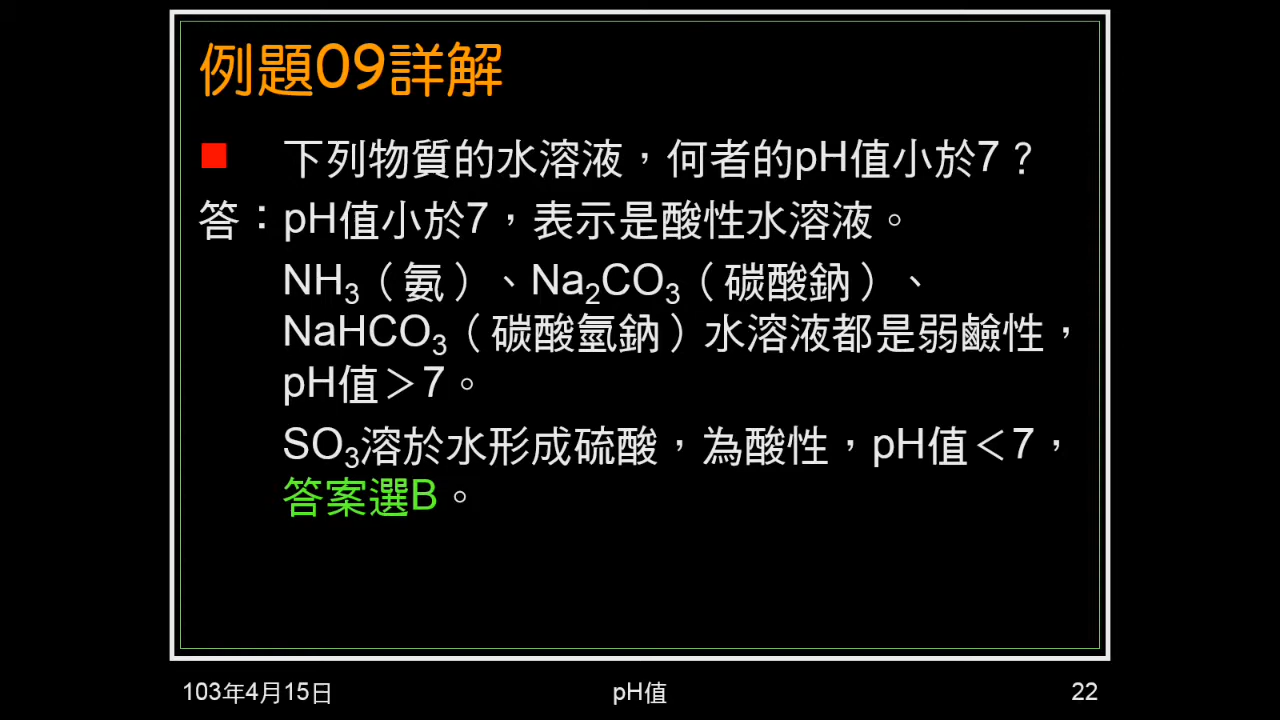 例題09詳解
下列物質的水溶液，何者的pH值小於7？
答：pH值小於7，表示是酸性水溶液。
NH₃（氨）、Na₂CO₃（碳酸鈉）、
NaHCO₃（碳酸氫鈉）水溶液都是弱鹼性，
pH值＞7。
SO₃溶於水形成硫酸，為酸性，pH值＜7，
答案選B。
103年4月15日
pH值
22